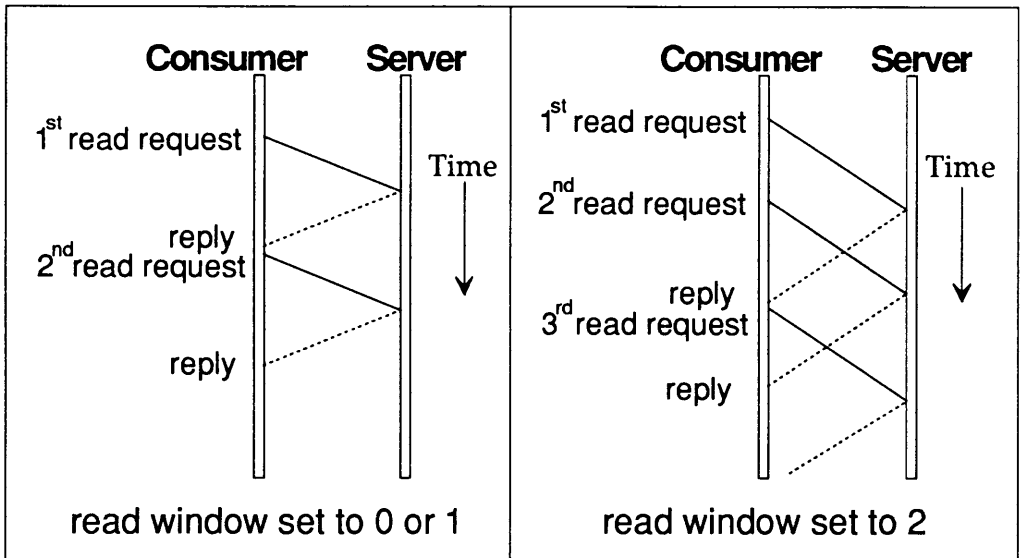 Consumer Server
1st read request
Time
reply
2nd read request
reply
read window set to 0 or 1
Consumer Server
1st read request
Time
2nd read request
reply
3rd read request
reply
read window set to 2